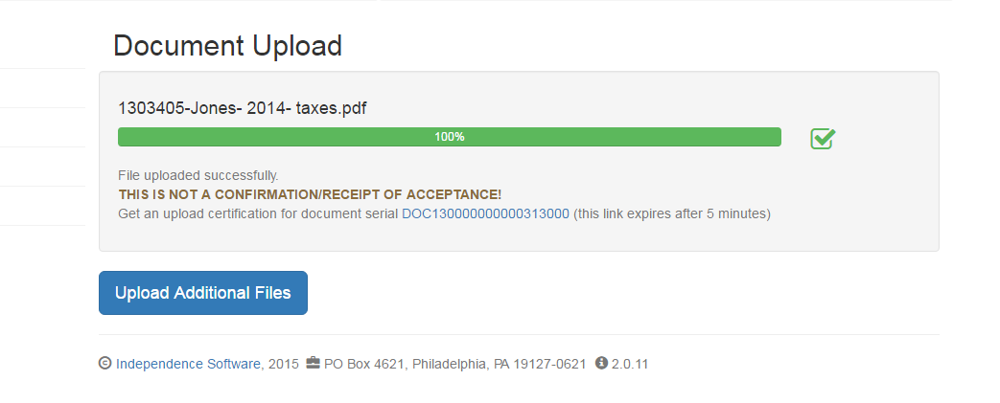 Document Upload
1303405-Jones- 2014- taxes.pdf
100%
File uploaded successfully.
THIS IS NOT A CONFIRMATION/RECEIPT OF ACCEPTANCE!
Get an upload certification for document serial DOC130000000000313000 (this link expires after 5 minutes)
Upload Additional Files
© Independence Software, 2015 PO Box 4621, Philadelphia, PA 19127-0621 2.0.11